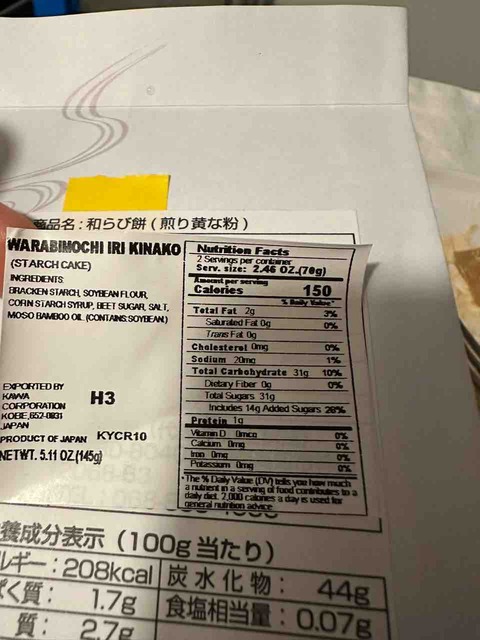 商品名:和らび餅(煎り黄な粉)
WARABIMOCHI IRI KINAKO
(STARCH CAKE)
INGREDIENTS:
BRACKEN STARCH, SOYBEAN FLOUR,
CORN STARCH SYRUP, BEET SUGAR, SALT,
MOSO BAMBOO OIL (CONTAINS: SOYBEAN)
EXPORTED BY
KAWA
CORPORATION
KOBE, 652-0831
JAPAN
H3
PRODUCT OF JAPAN KYCR10
NET WT. 5.11 OZ.(145g)
Nutrition Facts
2 Servings per container
Serv. size: 2.46 OZ.(70g)
Amount per serving
Calories 150
% Daily Value*
Total Fat 2g 3%
Saturated Fat 0g 0%
Trans Fat 0g
Cholesterol 0mg 0%
Sodium 20mg 1%
Total Carbohydrate 31g 10%
Dietary Fiber 0g 0%
Total Sugars 31g
Includes 14g Added Sugars 28%
Protein 1g
Vitamin D 0mcg 0%
Calcium 0mg 0%
Iron 0mg 0%
Potassium 0mg 0%
*The % Daily Value (DV) tells you how much
a nutrient in a serving of food contributes to a
daily diet. 2,000 calories a day is used for
general nutrition advice.
養成分表示(100g当たり)
ルギー:208kcal 炭水化物: 44g
く質: 1.7g 食塩相当量: 0.07g
質: 2.7g